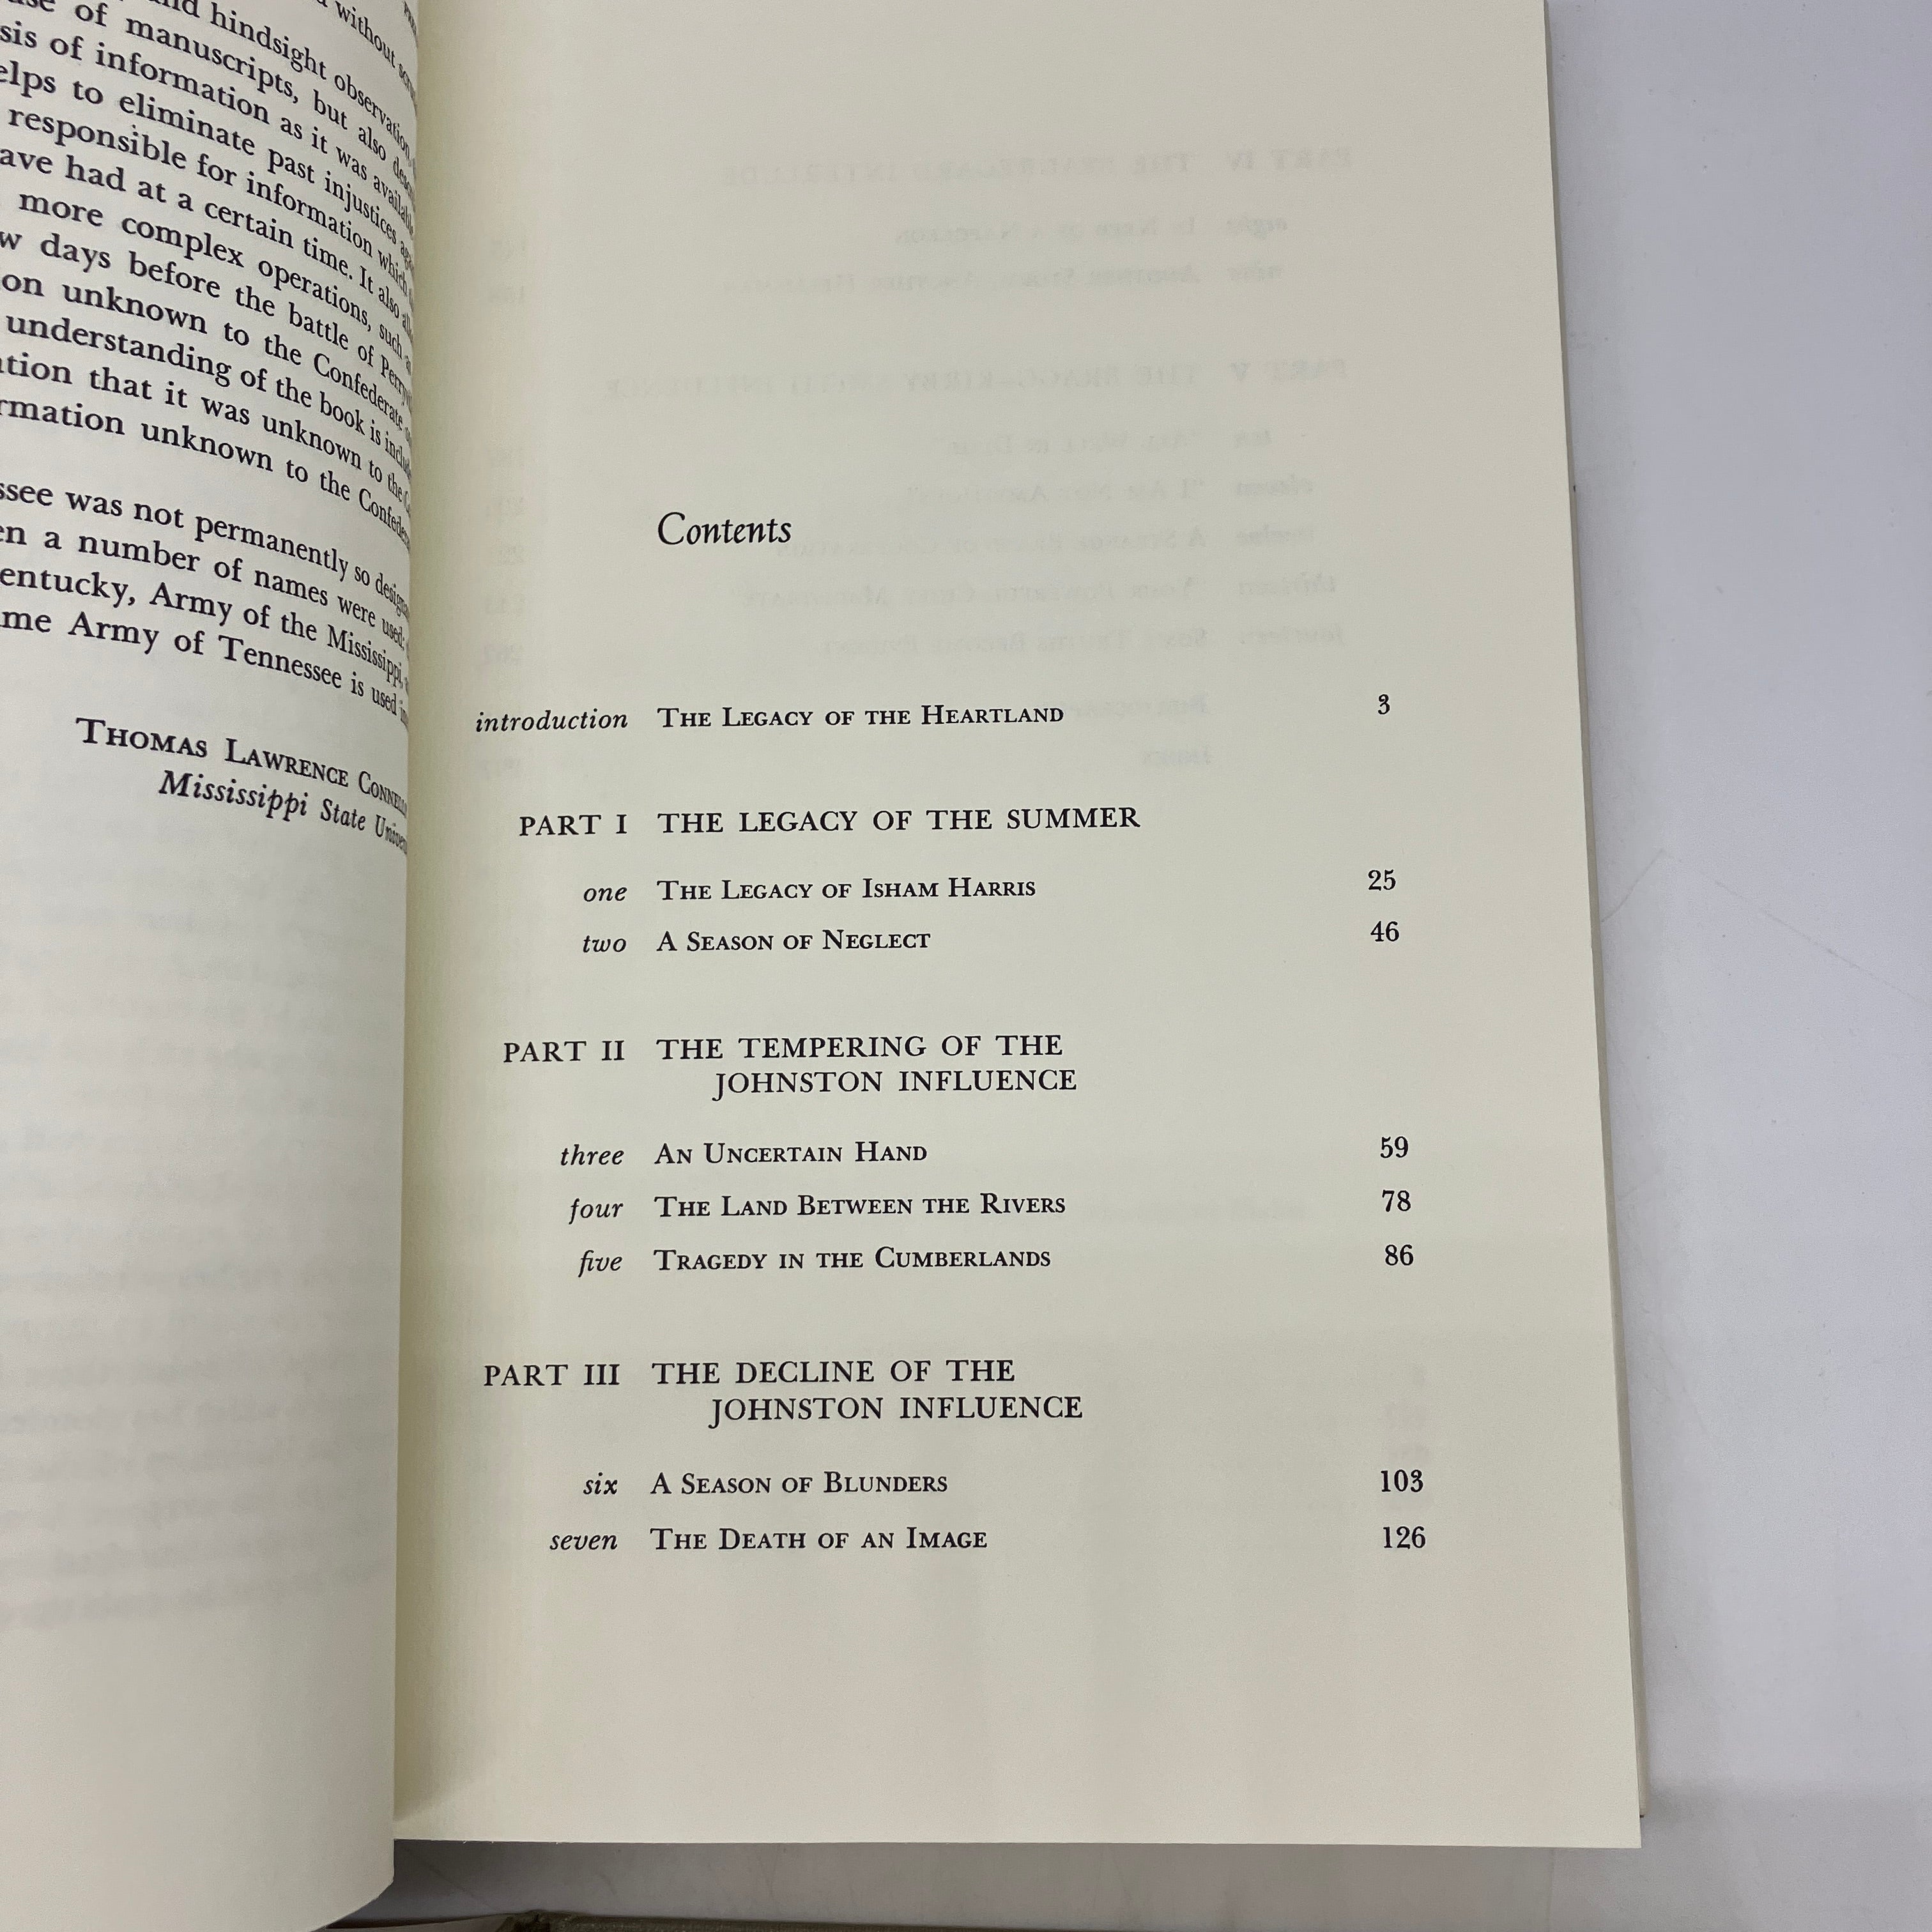 without
and hindsight observation,
of manuscripts, but also
sis of information as it was available
elps to eliminate past injustices
responsible for information which
ave had at a certain time. It also
more complex operations, such
w days before the battle of
on unknown to the Confederate
understanding of the book is
ation that it was unknown to the
rmation unknown to the
ssee was not permanently so
en a number of names were used;
entucky, Army of the Mississippi,
me Army of Tennessee is used
THOMAS LAWRENCE
Mississippi State
Contents
introduction THE LEGACY OF THE HEARTLAND 3
PART I THE LEGACY OF THE SUMMER
one THE LEGACY OF ISHAM HARRIS 25
two A SEASON OF NEGLECT 46
PART II THE TEMPERING OF THE
JOHNSTON INFLUENCE
three AN UNCERTAIN HAND 59
four THE LAND BETWEEN THE RIVERS 78
five TRAGEDY IN THE CUMBERLANDS 86
PART III THE DECLINE OF THE
JOHNSTON INFLUENCE
six A SEASON OF BLUNDERS 103
seven THE DEATH OF AN IMAGE 126